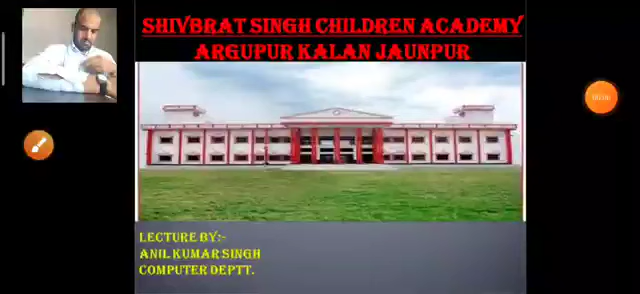 SHIVBRAT SINGH CHILDREN ACADEMY
ARGUPUR KALAN JAUNPUR
LECTURE BY:-
ANIL KUMAR SINGH
COMPUTER DEPTT.